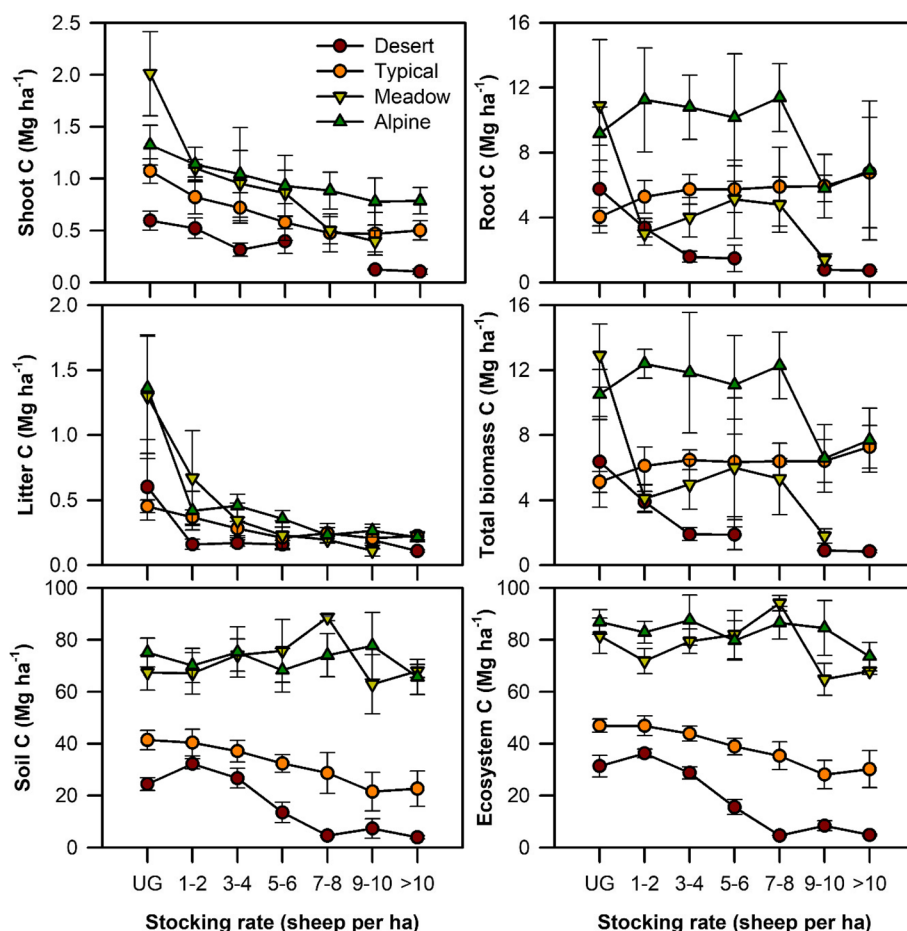 Shoot C (Mg ha⁻¹)
2.5
2.0
1.5
1.0
0.5
0.0
Desert
Typical
Meadow
Alpine
Root C (Mg ha⁻¹)
16
12
8
4
0
Litter C (Mg ha⁻¹)
2.0
1.5
1.0
0.5
0.0
Total biomass C (Mg ha⁻¹)
16
12
8
4
0
Soil C (Mg ha⁻¹)
100
80
60
40
20
0
UG 1-2 3-4 5-6 7-8 9-10 >10
Stocking rate (sheep per ha)
Ecosystem C (Mg ha⁻¹)
100
80
60
40
20
0
UG 1-2 3-4 5-6 7-8 9-10 >10
Stocking rate (sheep per ha)